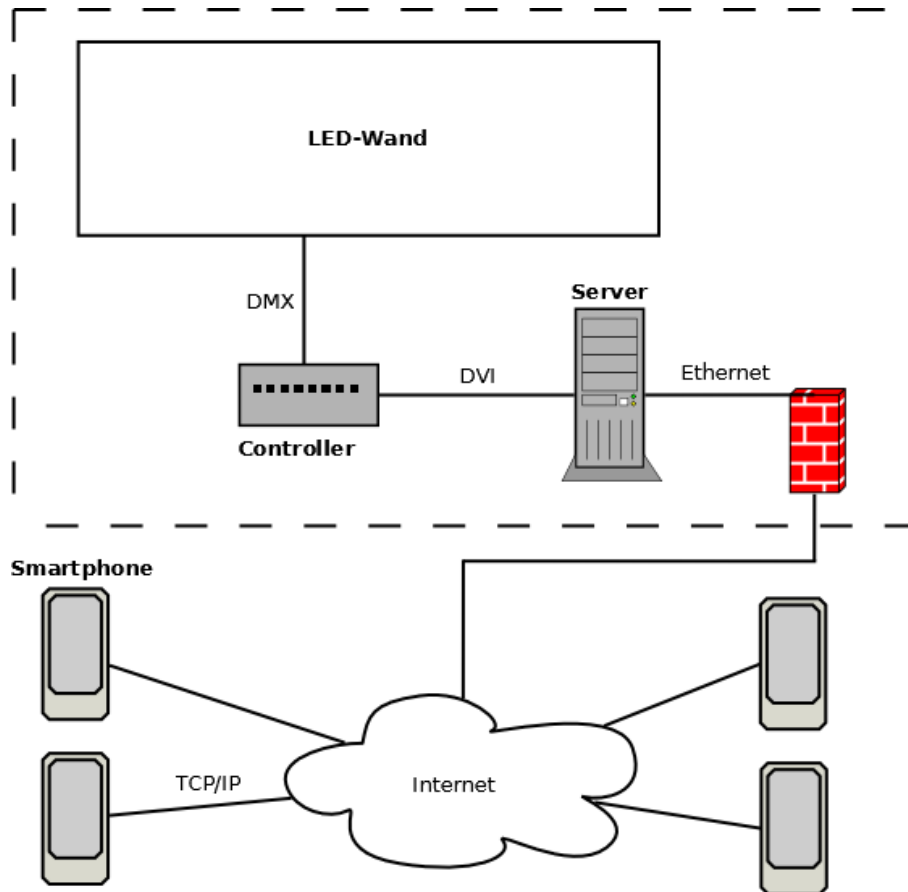 LED-Wand
DMX
Server
DVI
Ethernet
Controller
Smartphone
TCP/IP
Internet